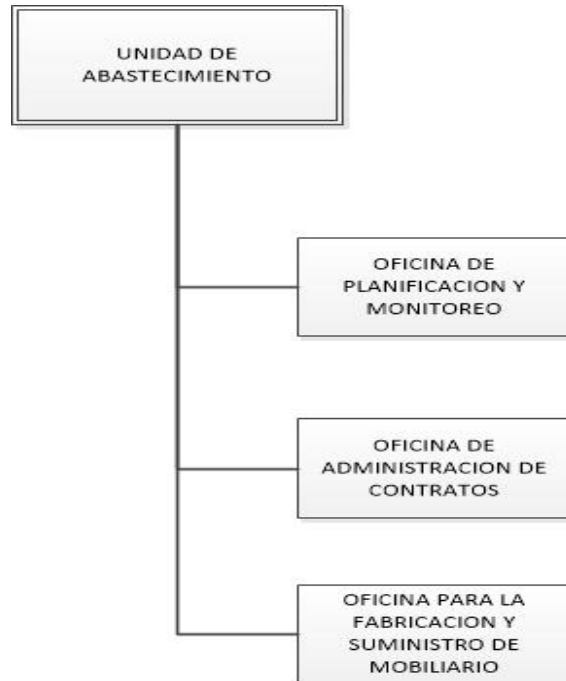 UNIDAD DE
ABASTECIMIENTO
OFICINA DE
PLANIFICACION Y
MONITOREO
OFICINA DE
ADMINISTRACION DE
CONTRATOS
OFICINA PARA LA
FABRICACION Y
SUMINISTRO DE
MOBILIARIO